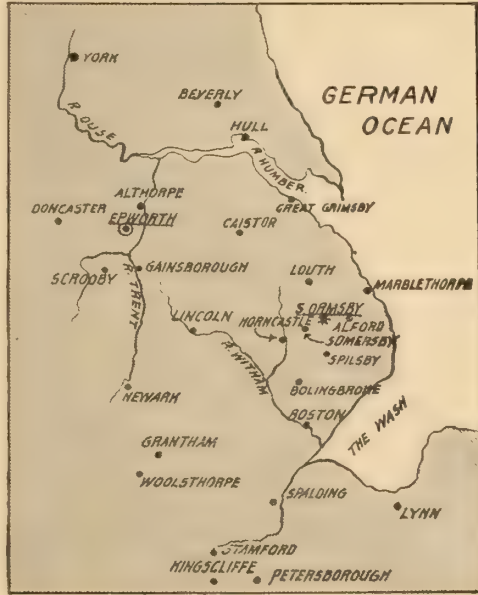 YORK
BEVERLY
GERMAN
OCEAN
R. OUSE
HULL
R. HUMBER.
ALTHORPE
GREAT GRIMSBY
DONCASTER
EPWORTH
CAISTOR
SCROOBY
GAINSBOROUGH
LOUTH
MARBLETHORPE
R. TRENT
S. ORMSBY
LINCOLN
HORNCASTLE
ALFORD
SOMERSBY
R. WITHAM
SPILSBY
NEWARK
BOLINGBROKE
BOSTON
THE WASH
GRANTHAM
WOOLSTHORPE
SPALDING
LYNN
STAMFORD
KINGSCLIFFE
PETERSBOROUGH